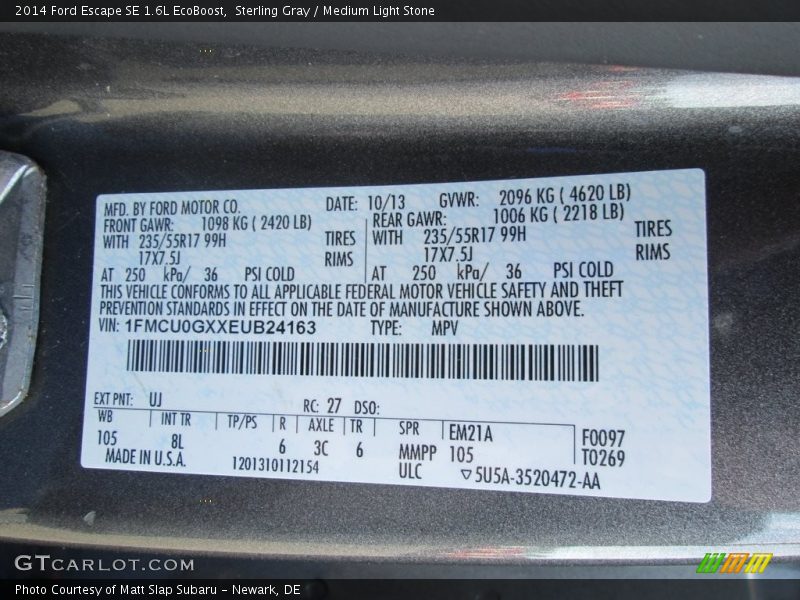 2014 Ford Escape SE 1.6L EcoBoost,  Sterling Gray / Medium Light Stone
MFD. BY FORD MOTOR CO. DATE: 10/13 GVWR: 2096 KG ( 4620 LB)
FRONT GAWR: 1098 KG ( 2420 LB) REAR GAWR: 1006 KG ( 2218 LB)
WITH 235/55R17 99H TIRES WITH 235/55R17 99H TIRES
17X7.5J RIMS 17X7.5J RIMS
AT 250 kPa/ 36 PSI COLD AT 250 kPa/ 36 PSI COLD
THIS VEHICLE CONFORMS TO ALL APPLICABLE FEDERAL MOTOR VEHICLE SAFETY AND THEFT
PREVENTION STANDARDS IN EFFECT ON THE DATE OF MANUFACTURE SHOWN ABOVE.
VIN: 1FMCU0GXXEUB24163 TYPE: MPV
EXT PNT: UJ RC: 27 DSO:
WB INT TR TP/PS R AXLE TR SPR EM21A F0097
105 8L 6 3C 6 MMPP 105 T0269
MADE IN U.S.A. 1201310112154 ULC ▽5U5A-3520472-AA
GTCARLOT.COM
Photo Courtesy of Matt Slap Subaru - Newark, DE